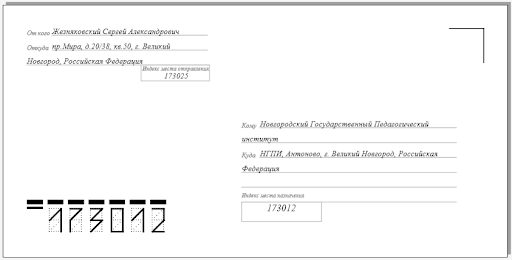 От кого Жезняковский Сергей Александрович
Откуда пр.Мира, д.20/38, кв.50, г. Великий
Новгород, Российская Федерация
Индекс места отправления
173025
Кому Новгородский Государственный Педагогический
институт
Куда НГПИ, Антоново, г. Великий Новгород, Российская
Федерация
Индекс места назначения
173012
173012